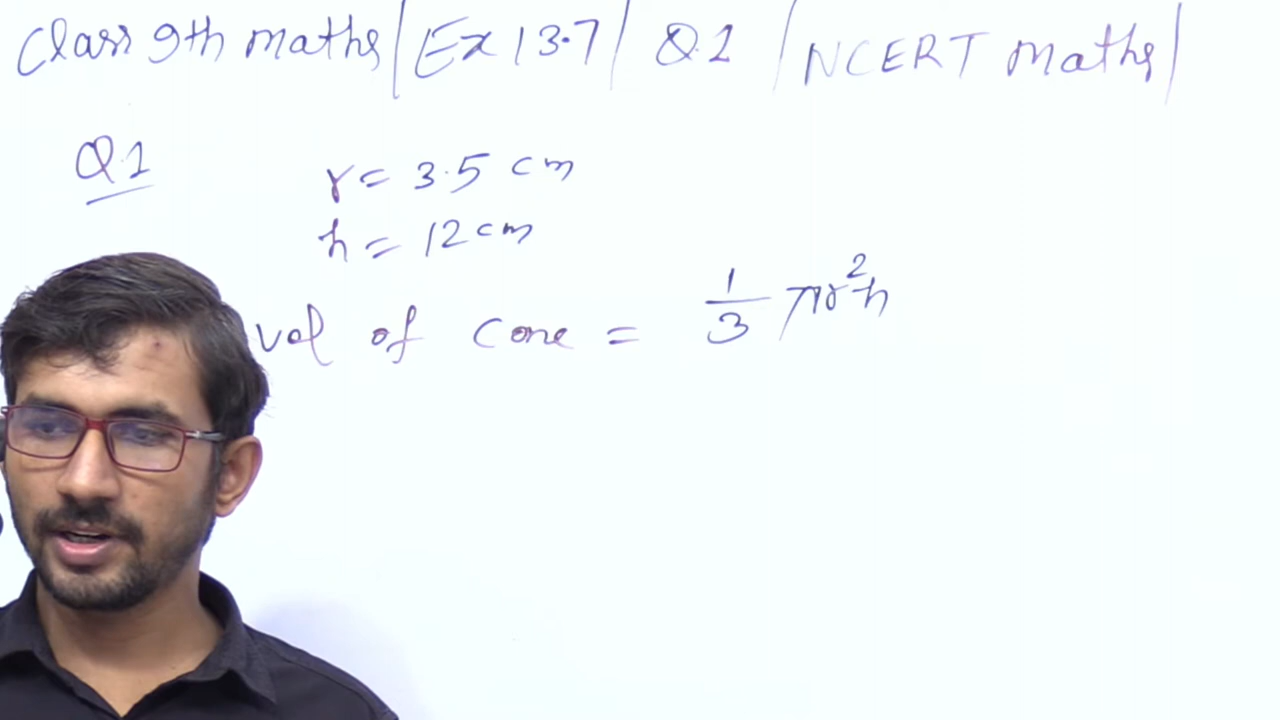 Class 9th maths | Ex 13.7 | Q.1 | NCERT Maths |
Q.1
r = 3.5 cm
h = 12 cm
vol of cone = 1/3 πr²h